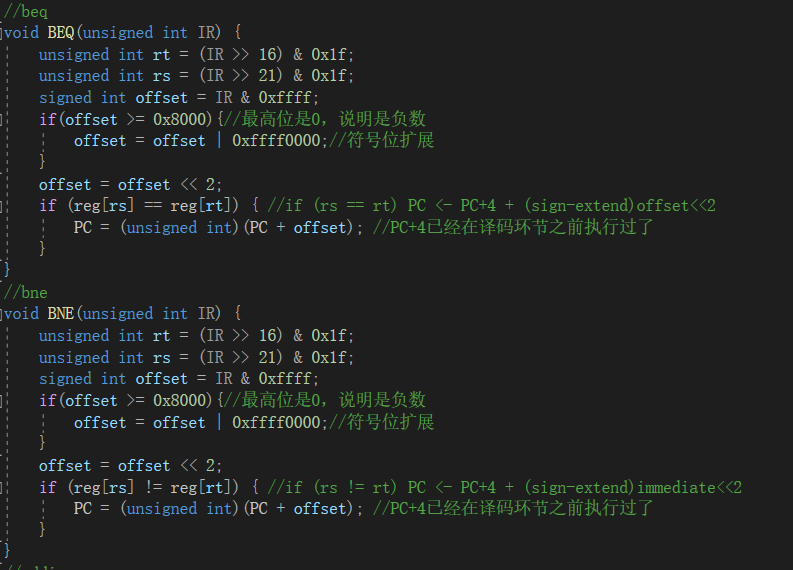 //beq
void BEQ(unsigned int IR) {
    unsigned int rt = (IR >> 16) & 0x1f;
    unsigned int rs = (IR >> 21) & 0x1f;
    signed int offset = IR & 0xffff;
    if(offset >= 0x8000){//最高位是0，说明是负数
        offset = offset | 0xffff0000;//符号位扩展
    }
    offset = offset << 2;
    if (reg[rs] == reg[rt]) { //if (rs == rt) PC <- PC+4 + (sign-extend)offset<<2
        PC = (unsigned int)(PC + offset); //PC+4已经在译码环节之前执行过了
    }
}
//bne
void BNE(unsigned int IR) {
    unsigned int rt = (IR >> 16) & 0x1f;
    unsigned int rs = (IR >> 21) & 0x1f;
    signed int offset = IR & 0xffff;
    if(offset >= 0x8000){//最高位是0，说明是负数
        offset = offset | 0xffff0000;//符号位扩展
    }
    offset = offset << 2;
    if (reg[rs] != reg[rt]) { //if (rs != rt) PC <- PC+4 + (sign-extend)immediate<<2
        PC = (unsigned int)(PC + offset); //PC+4已经在译码环节之前执行过了
    }
}